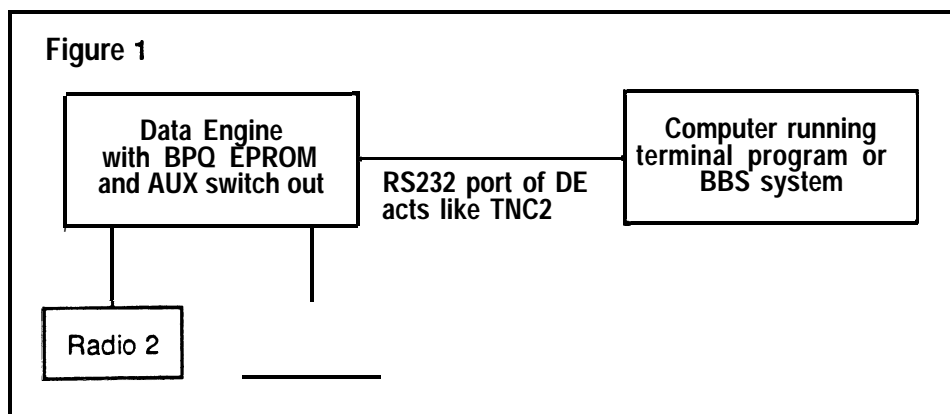 Figure 1
Data Engine
with BPQ EPROM
and AUX switch out
RS232 port of DE
acts like TNC2
Computer running
terminal program or
BBS system
Radio 2